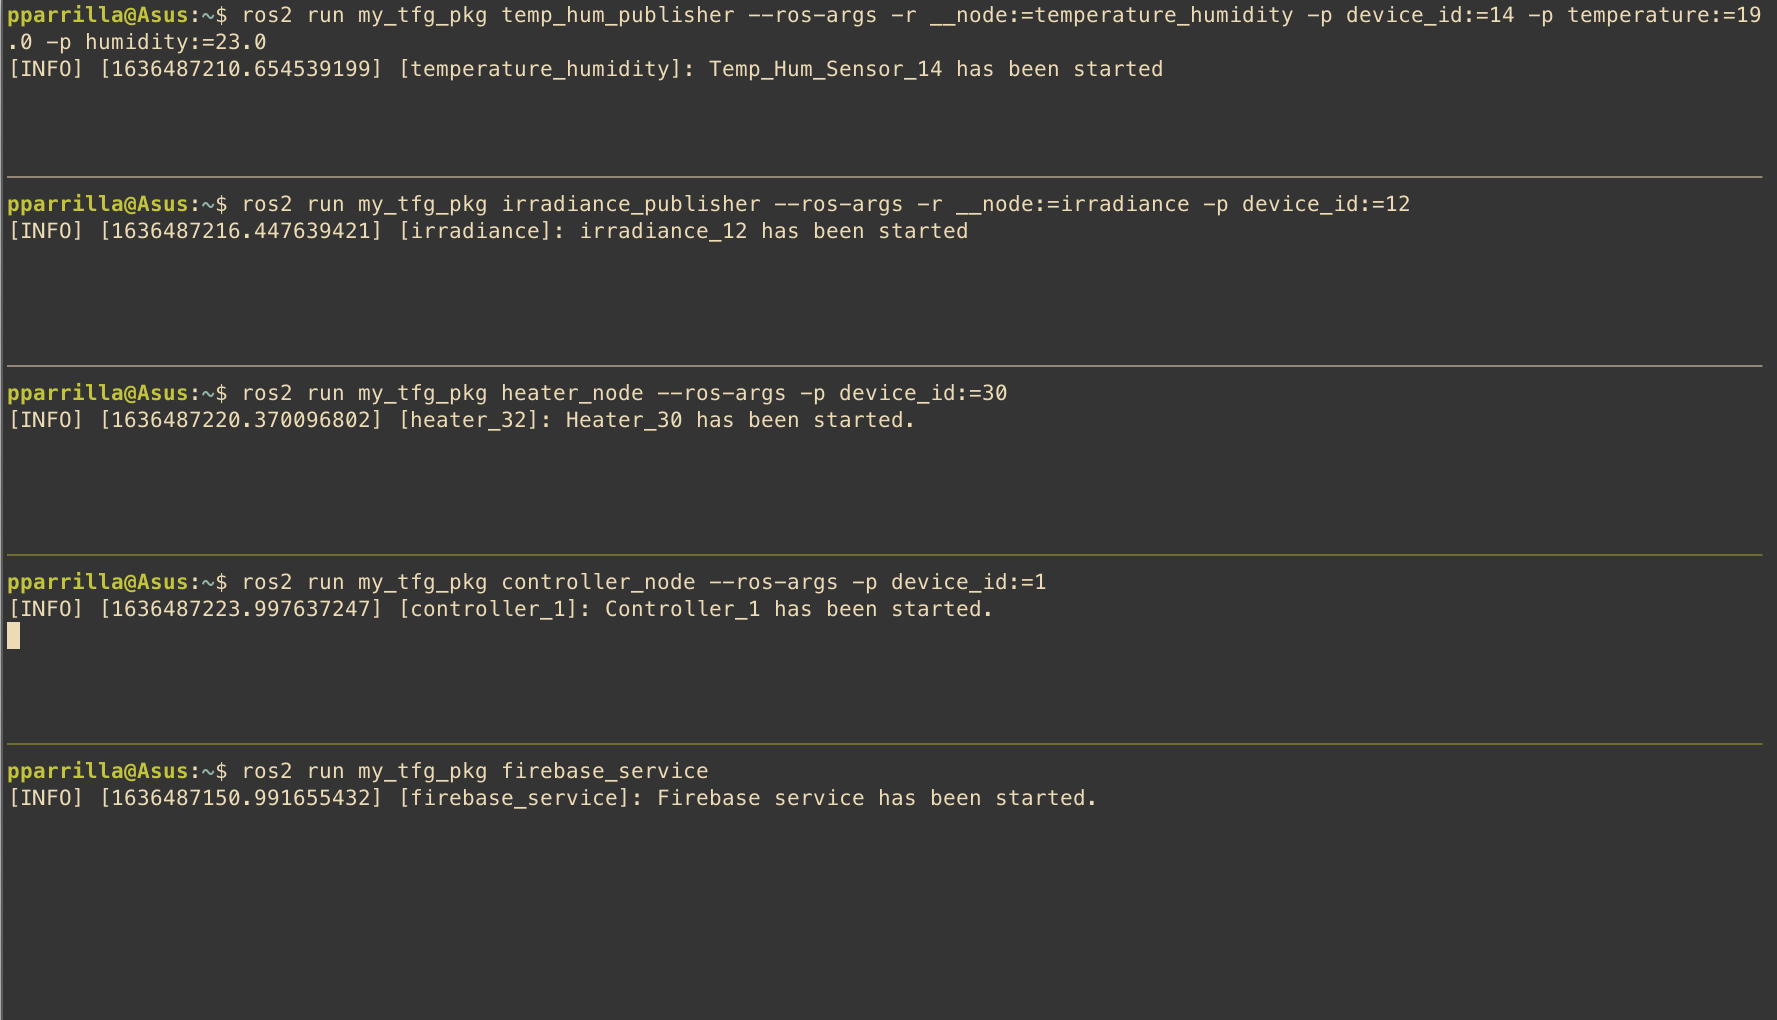 pparrilla@Asus:~$ ros2 run my_tfg_pkg temp_hum_publisher --ros-args -r __node:=temperature_humidity -p device_id:=14 -p temperature:=19
.0 -p humidity:=23.0
[INFO] [1636487210.654539199] [temperature_humidity]: Temp_Hum_Sensor_14 has been started
pparrilla@Asus:~$ ros2 run my_tfg_pkg irradiance_publisher --ros-args -r __node:=irradiance -p device_id:=12
[INFO] [1636487216.447639421] [irradiance]: irradiance_12 has been started
pparrilla@Asus:~$ ros2 run my_tfg_pkg heater_node --ros-args -p device_id:=30
[INFO] [1636487220.370096802] [heater_32]: Heater_30 has been started.
pparrilla@Asus:~$ ros2 run my_tfg_pkg controller_node --ros-args -p device_id:=1
[INFO] [1636487223.997637247] [controller_1]: Controller_1 has been started.
pparrilla@Asus:~$ ros2 run my_tfg_pkg firebase_service
[INFO] [1636487150.991655432] [firebase_service]: Firebase service has been started.